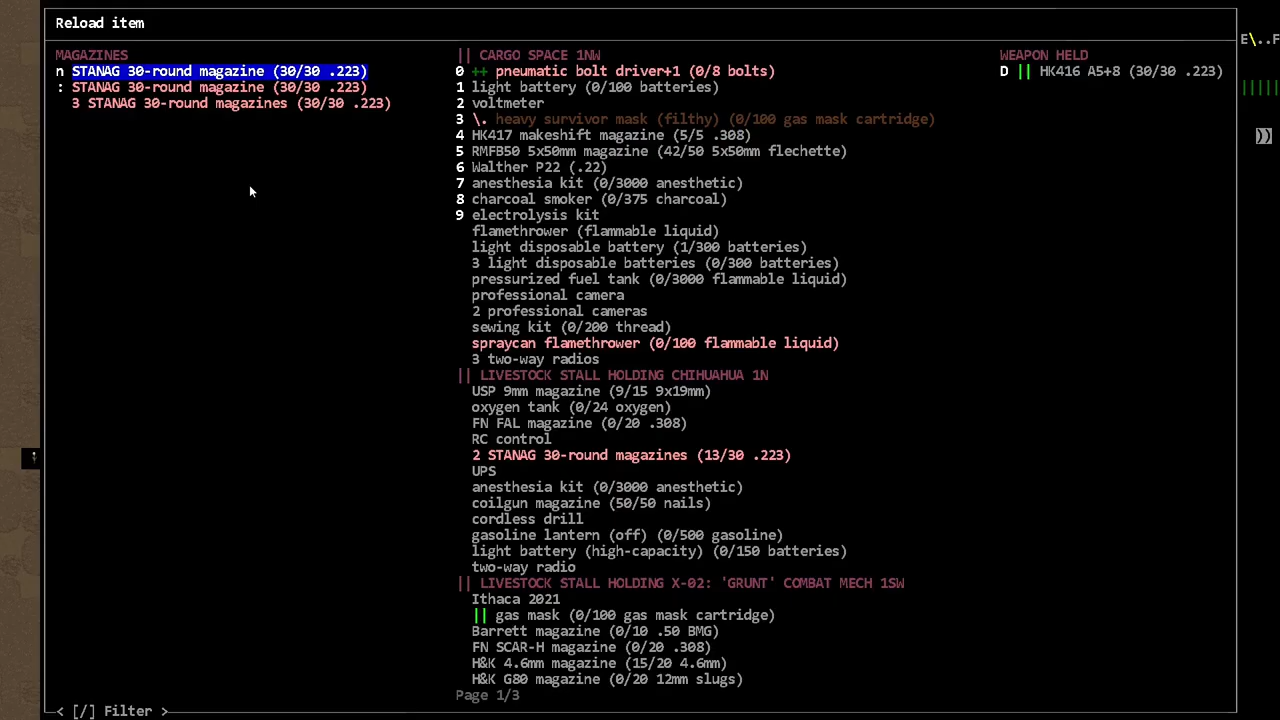 Reload item
MAGAZINES
n STANAG 30-round magazine (30/30 .223)
: STANAG 30-round magazine (30/30 .223)
3 STANAG 30-round magazines (30/30 .223)
|| CARGO SPACE 1NW
0 ++ pneumatic bolt driver+1 (0/8 bolts)
1 light battery (0/100 batteries)
2 voltmeter
3 \. heavy survivor mask (filthy) (0/100 gas mask cartridge)
4 HK417 makeshift magazine (5/5 .308)
5 RMFB50 5x50mm magazine (42/50 5x50mm flechette)
6 Walther P22 (.22)
7 anesthesia kit (0/3000 anesthetic)
8 charcoal smoker (0/375 charcoal)
9 electrolysis kit
flamethrower (flammable liquid)
light disposable battery (1/300 batteries)
3 light disposable batteries (0/300 batteries)
pressurized fuel tank (0/3000 flammable liquid)
professional camera
2 professional cameras
sewing kit (0/200 thread)
spraycan flamethrower (0/100 flammable liquid)
3 two-way radios
|| LIVESTOCK STALL HOLDING CHIHUAHUA 1N
USP 9mm magazine (9/15 9x19mm)
oxygen tank (0/24 oxygen)
FN FAL magazine (0/20 .308)
RC control
2 STANAG 30-round magazines (13/30 .223)
UPS
anesthesia kit (0/3000 anesthetic)
coilgun magazine (50/50 nails)
cordless drill
gasoline lantern (off) (0/500 gasoline)
light battery (high-capacity) (0/150 batteries)
two-way radio
|| LIVESTOCK STALL HOLDING X-02: 'GRUNT' COMBAT MECH 1SW
Ithaca 2021
|| gas mask (0/100 gas mask cartridge)
Barrett magazine (0/10 .50 BMG)
FN SCAR-H magazine (0/20 .308)
H&K 4.6mm magazine (15/20 4.6mm)
H&K G80 magazine (0/20 12mm slugs)
Page 1/3
WEAPON HELD
D || HK416 A5+8 (30/30 .223)
E\..F
|||||
))
< [/] Filter >